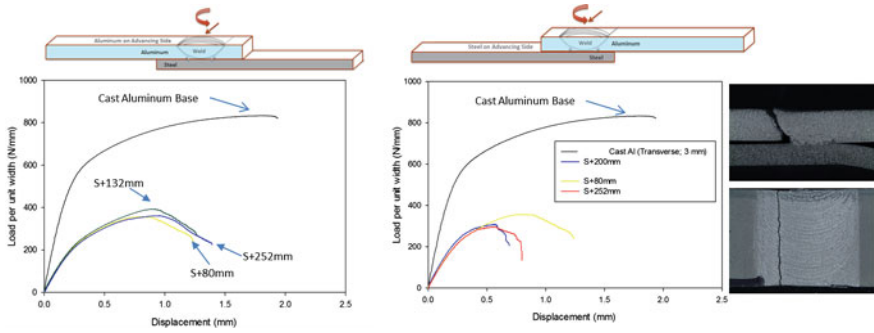 Aluminum on Advancing Side
Aluminum
Weld
Steel
1000
800
600
400
200
0
Load per unit width (N/mm)
Cast Aluminum Base
S+132mm
S+252mm
S+80mm
0.0
0.5
1.0
1.5
2.0
2.5
Displacement (mm)
Steel on Advancing Side
Weld
Aluminum
Steel
1000
800
600
400
200
0
Load per unit width (N/mm)
Cast Aluminum Base
Cast Al (Transverse; 3 mm)
S+200mm
S+80mm
S+252mm
0.0
0.5
1.0
1.5
2.0
2.5
Displacement (mm)